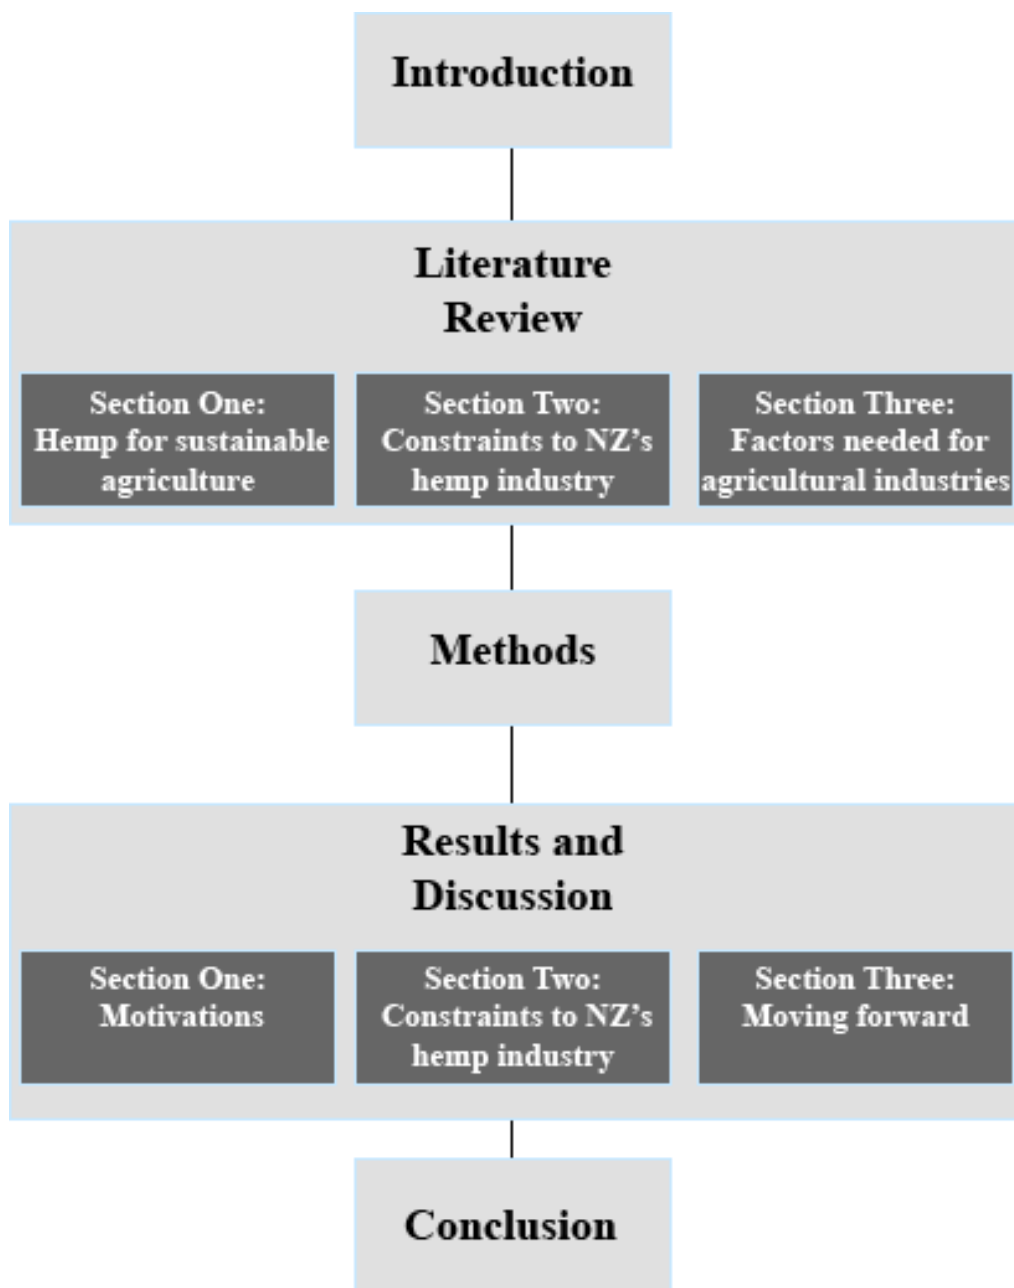 Introduction
Literature
Review
Section One:
Hemp for sustainable
agriculture
Section Two:
Constraints to NZ’s
hemp industry
Section Three:
Factors needed for
agricultural industries
Methods
Results and
Discussion
Section One:
Motivations
Section Two:
Constraints to NZ’s
hemp industry
Section Three:
Moving forward
Conclusion